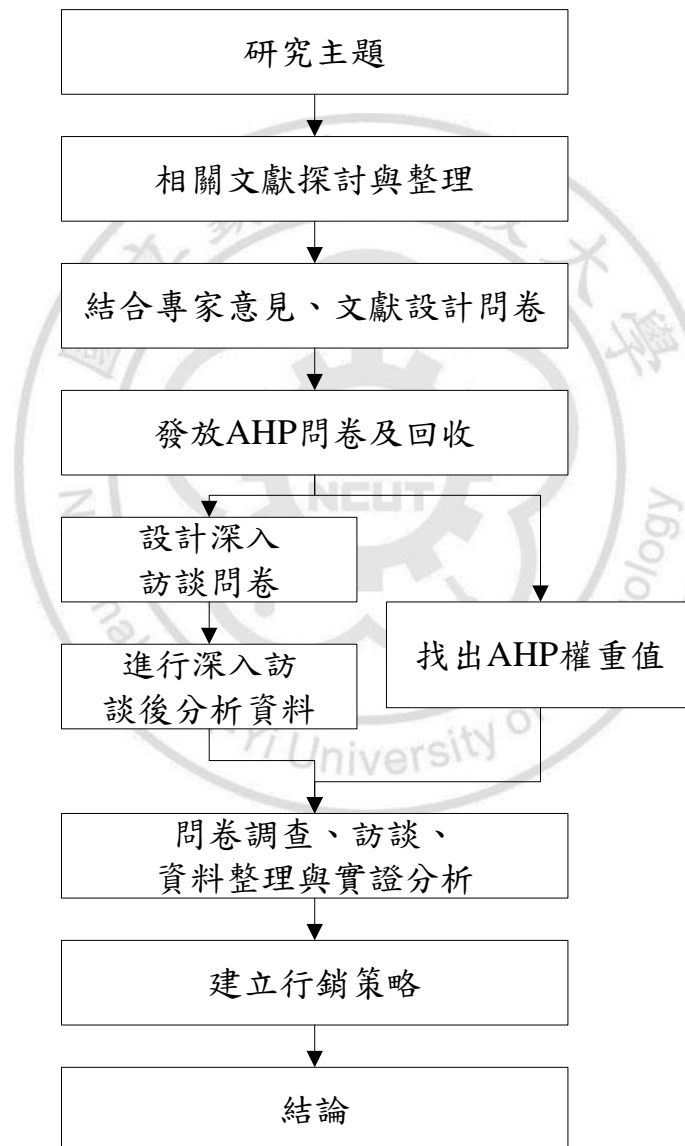 研究主題
相關文獻探討與整理
結合專家意見、文獻設計問卷
發放AHP問卷及回收
NCUT
設計深入
訪談問卷
找出AHP權重值
進行深入訪
談後分析資料
University of
問卷調查、訪談、
資料整理與實證分析
建立行銷策略
結論